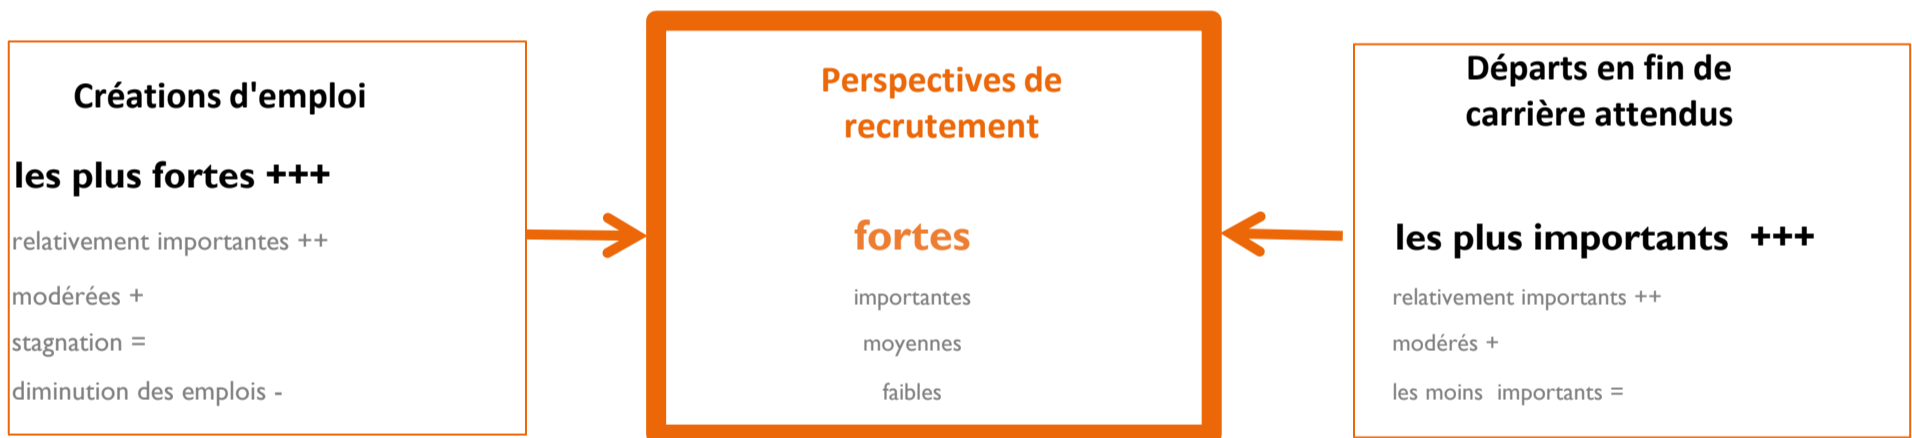 Créations d'emploi
les plus fortes +++
relativement importantes ++
modérées +
stagnation =
diminution des emplois -
Perspectives de
recrutement
fortes
importantes
moyennes
faibles
Départs en fin de
carrière attendus
les plus importants +++
relativement importants ++
modérés +
les moins importants =